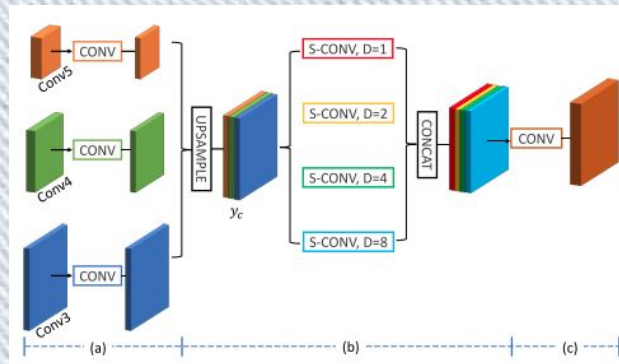 CONV
Conv5
CONV
Conv4
CONV
Conv3
UPSAMPLE
y_c
S-CONV, D=1
S-CONV, D=2
S-CONV, D=4
S-CONV, D=8
CONCAT
CONV
(a)
(b)
(c)